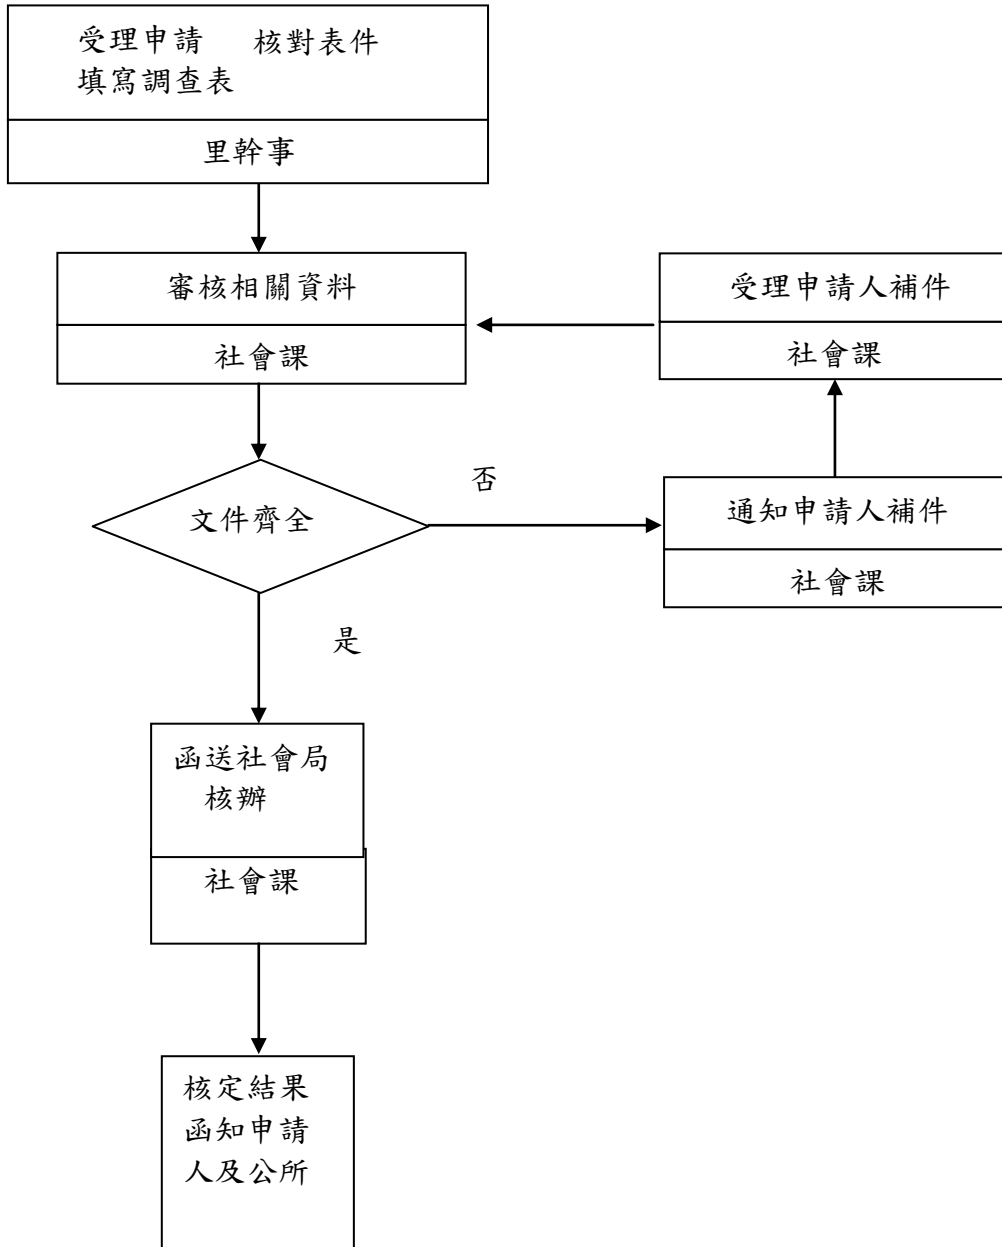 受理申請 核對表件
填寫調查表
里幹事
審核相關資料
社會課
受理申請人補件
社會課
文件齊全
否
通知申請人補件
社會課
是
函送社會局
核辦
社會課
核定結果
函知申請
人及公所